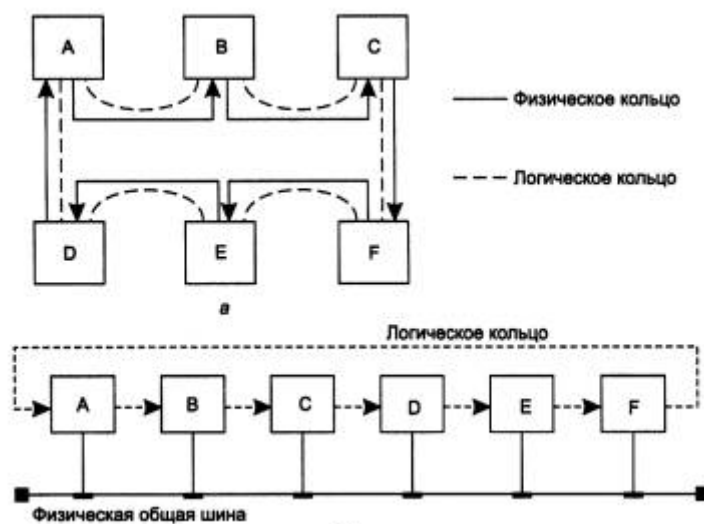 A B C
Физическое кольцо
Логическое кольцо
D E F
а
Логическое кольцо
A B C D E F
Физическая общая шина